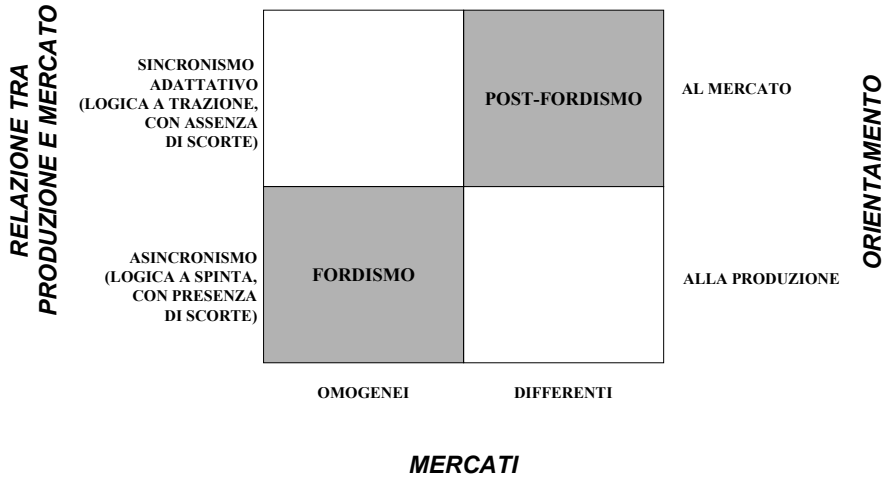 RELAZIONE TRA
PRODUZIONE E MERCATO
SINCRONISMO
ADATTATIVO
(LOGICA A TRAZIONE,
CON ASSENZA
DI SCORTE)
POST-FORDISMO
AL MERCATO
ORIENTAMENTO
ASINCRONISMO
(LOGICA A SPINTA,
CON PRESENZA
DI SCORTE)
FORDISMO
ALLA PRODUZIONE
OMOGENEI
DIFFERENTI
MERCATI